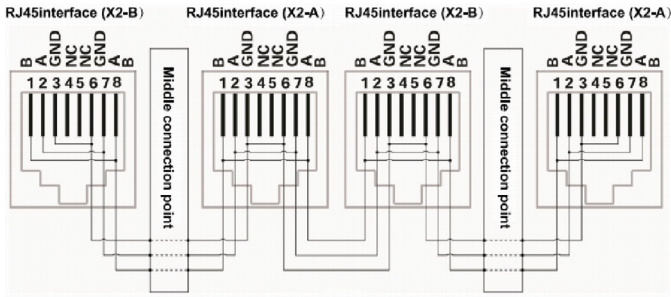 RJ45interface (X2-B) RJ45interface (X2-A) RJ45interface (X2-B) RJ45interface (X2-A)
B A GND NC NC GND A B B A GND NC NC GND A B B A GND NC NC GND A B B A GND NC NC GND A B
1 2 3 4 5 6 7 8 1 2 3 4 5 6 7 8 1 2 3 4 5 6 7 8 1 2 3 4 5 6 7 8
Middle connection point Middle connection point